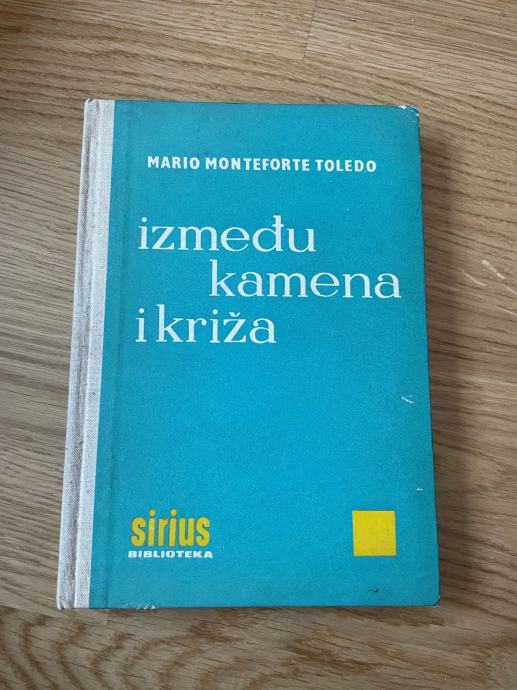 MARIO MONTEFORTE TOLEDO
između
kamena
i križa
sirius
BIBLIOTEKA